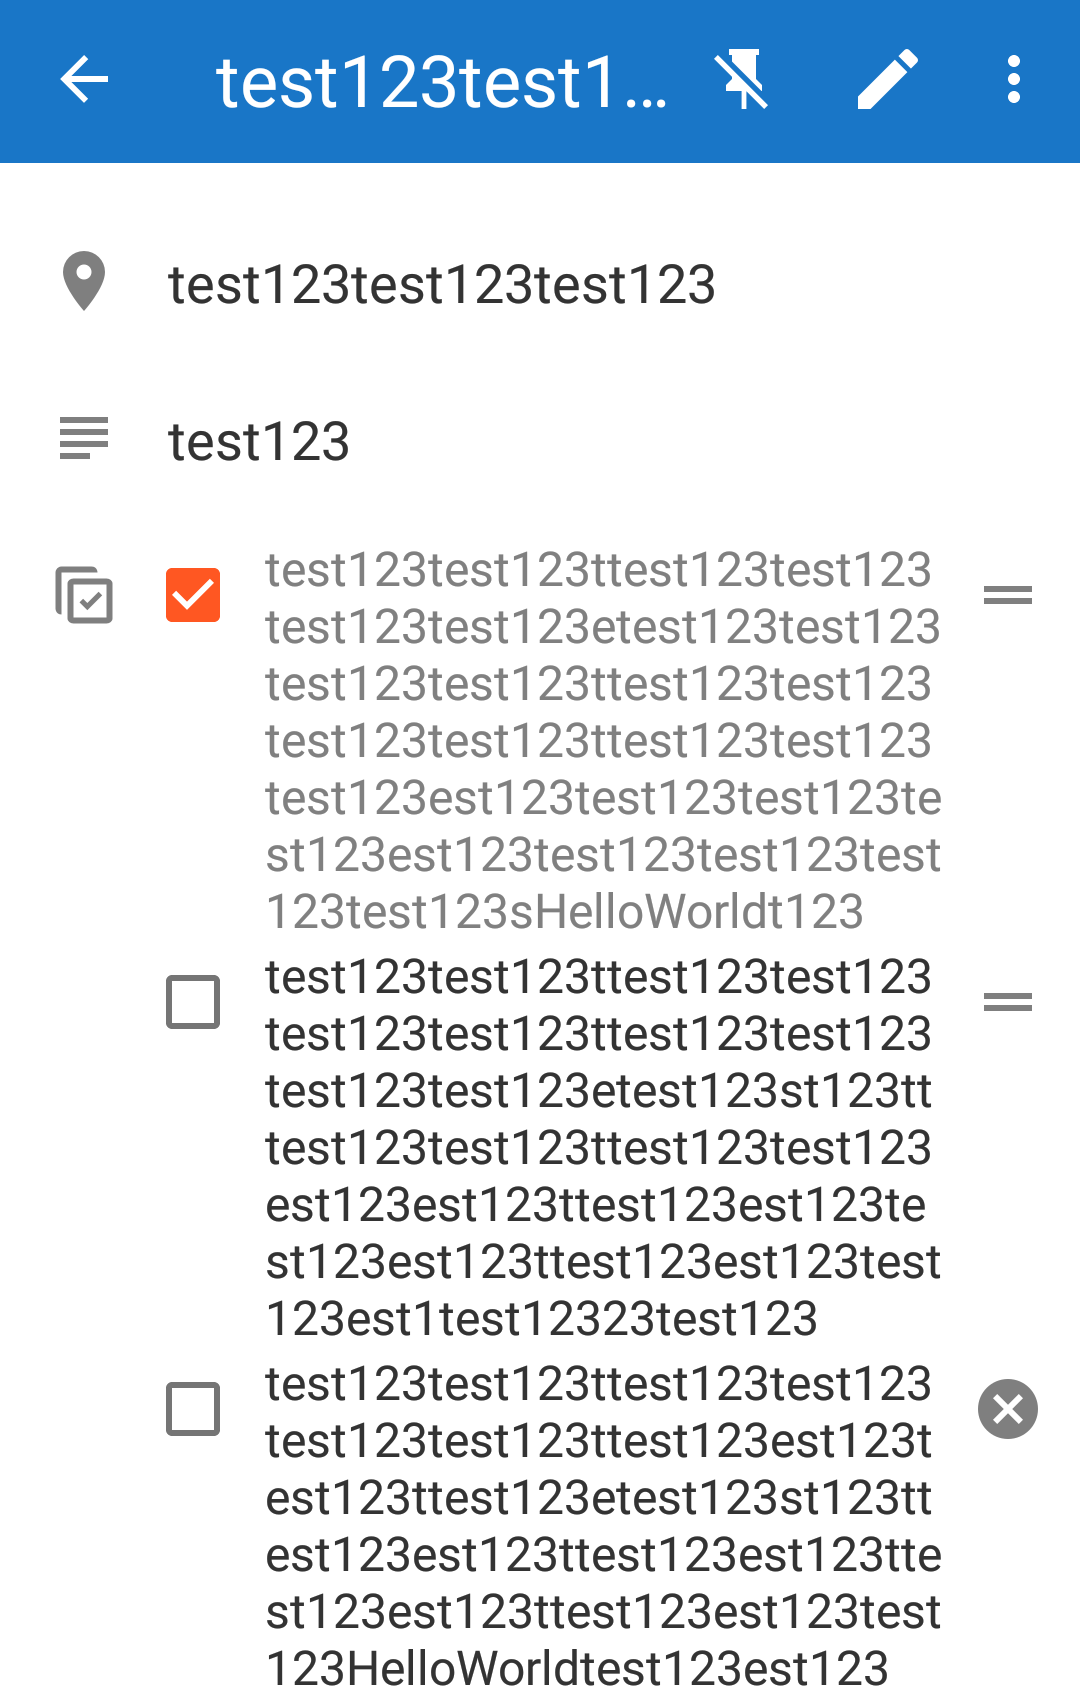 test123test1...
test123test123test123
test123
test123test123ttest123test123
test123test123etest123test123
test123test123ttest123test123
test123test123ttest123test123
test123est123test123test123te
st123est123test123test123test
123test123sHelloWorldt123
test123test123ttest123test123
test123test123ttest123test123
test123test123etest123st123tt
test123test123ttest123test123
est123est123ttest123est123te
st123est123ttest123est123test
123est1test12323test123
test123test123ttest123test123
test123test123ttest123est123t
est123ttest123etest123st123tt
est123est123ttest123est123tte
st123est123ttest123est123test
123HelloWorldtest123est123